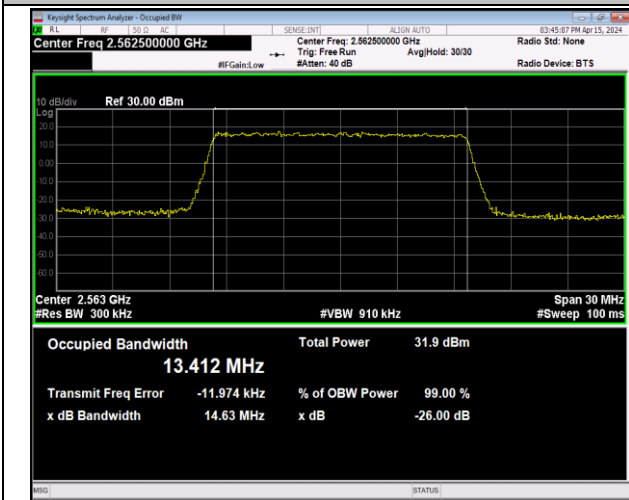 Keysight Spectrum Analyzer - Occupied BW
RL RF 50 Ω AC SENSE:INT ALIGN AUTO 03:45:07 PM Apr 15, 2024
Center Freq 2.562500000 GHz Center Freq: 2.562500000 GHz Radio Std: None
Trig: Free Run Avg|Hold: 30/30
#IFGain:Low #Atten: 40 dB Radio Device: BTS
10 dB/div Ref 30.00 dBm
Log
20.0
10.0
0.00
-10.0
-20.0
-30.0
-40.0
-50.0
-60.0
Center 2.563 GHz Span 30 MHz
#Res BW 300 kHz #VBW 910 kHz #Sweep 100 ms
Occupied Bandwidth Total Power 31.9 dBm
13.412 MHz
Transmit Freq Error -11.974 kHz % of OBW Power 99.00 %
x dB Bandwidth 14.63 MHz x dB -26.00 dB
MSG STATUS